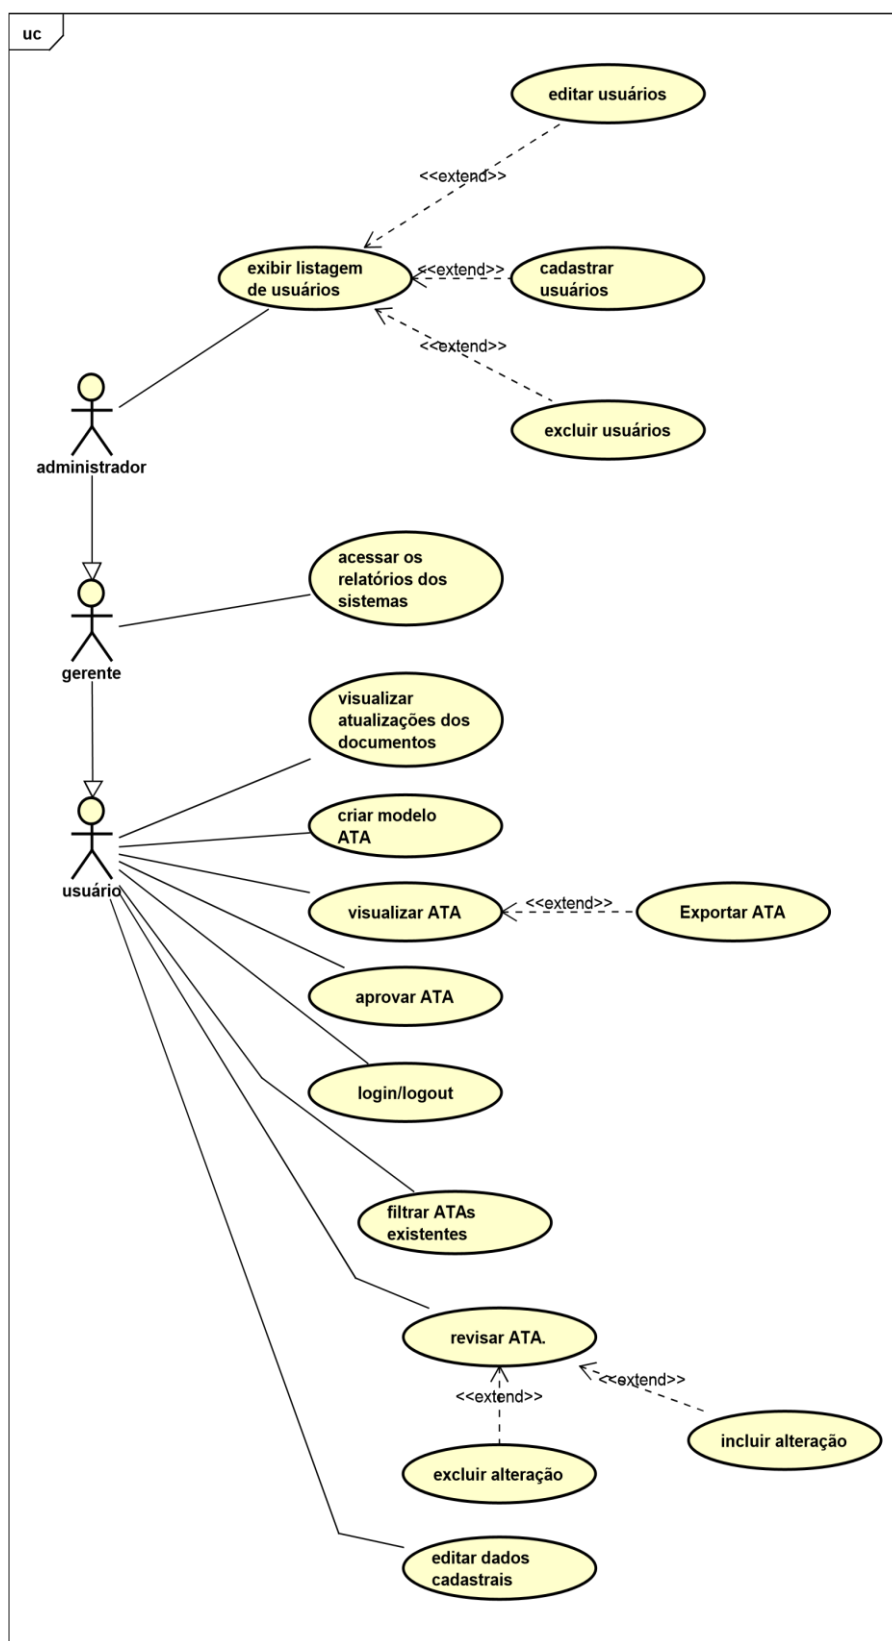 uc
editar usuários
<<extend>>
exibir listagem
de usuários
<<extend>>
cadastrar
usuários
<<extend>>
excluir usuários
administrador
acessar os
relatórios dos
sistemas
gerente
visualizar
atualizações dos
documentos
criar modelo
ATA
usuário
visualizar ATA
<<extend>>
Exportar ATA
aprovar ATA
login/logout
filtrar ATAs
existentes
revisar ATA.
<<extend>>
<<extend>>
incluir alteração
excluir alteração
editar dados
cadastrais